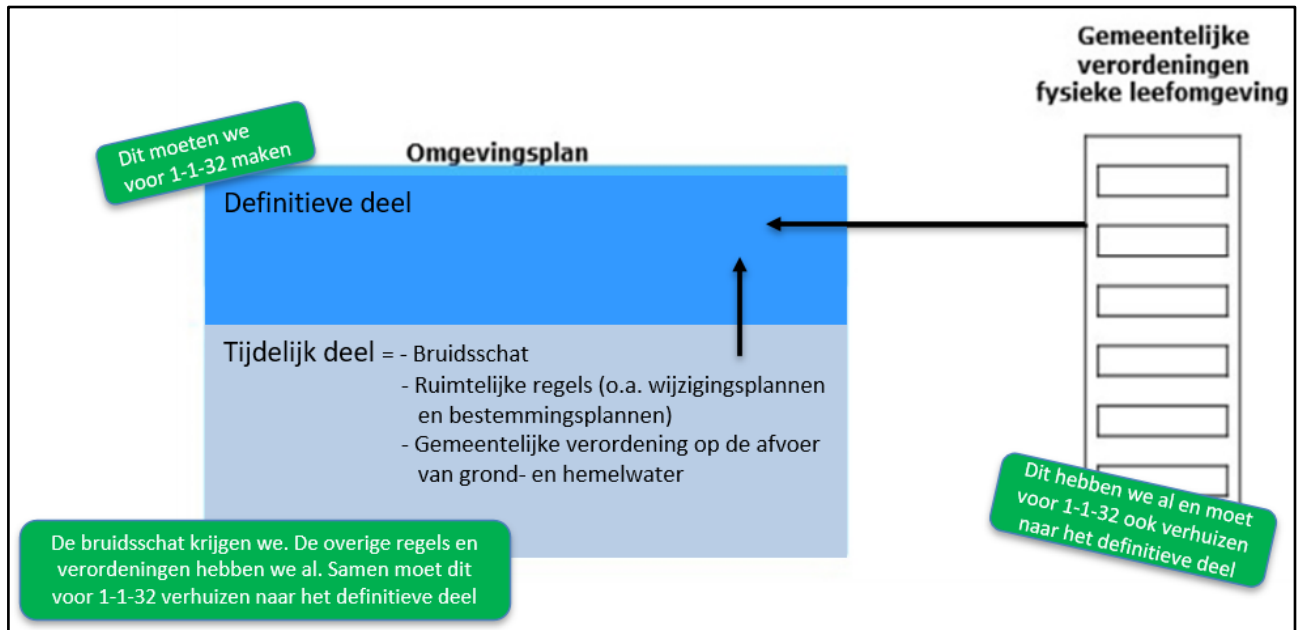 Gemeentelijke
verordeningen
fysieke leefomgeving
Dit moeten we
voor 1-1-32 maken
Omgevingsplan
Definitieve deel
Tijdelijk deel = - Bruidsschat
- Ruimtelijke regels (o.a. wijzigingsplannen
en bestemmingsplannen)
- Gemeentelijke verordening op de afvoer
van grond- en hemelwater
Dit hebben we al en moet
voor 1-1-32 ook verhuizen
naar het definitieve deel
De bruidsschat krijgen we. De overige regels en
verordeningen hebben we al. Samen moet dit
voor 1-1-32 verhuizen naar het definitieve deel